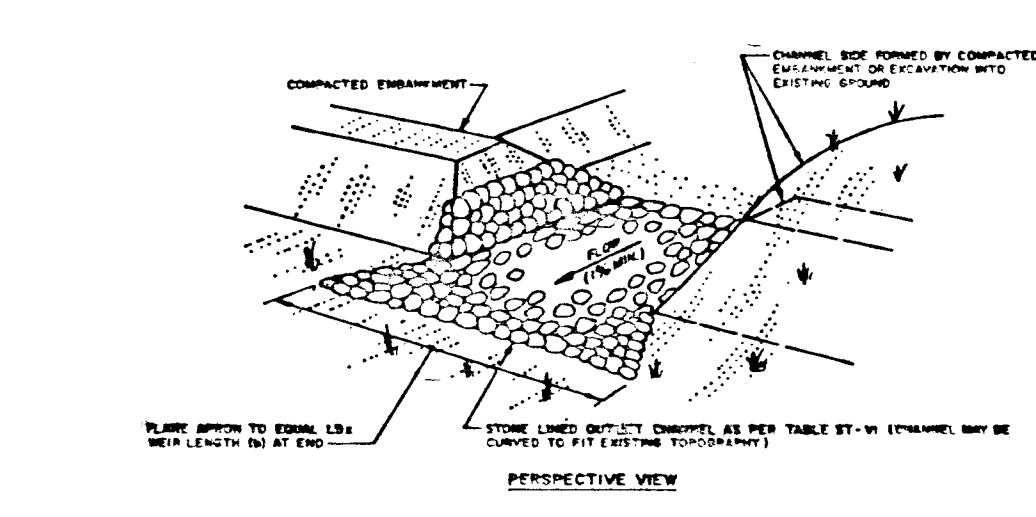 CHANNEL SIDE FORMED BY COMPACTED
EMBANKMENT OR EXCAVATION INTO
EXISTING GROUND
COMPACTED EMBANKMENT
FLOW
(1% MIN.)
FLARE APRON TO EQUAL 1.5x
WEIR LENGTH (b) AT END
STONE LINED OUTLET CHANNEL AS PER TABLE ST-VI (CHANNEL MAY BE
CURVED TO FIT EXISTING TOPOGRAPHY)
PERSPECTIVE VIEW